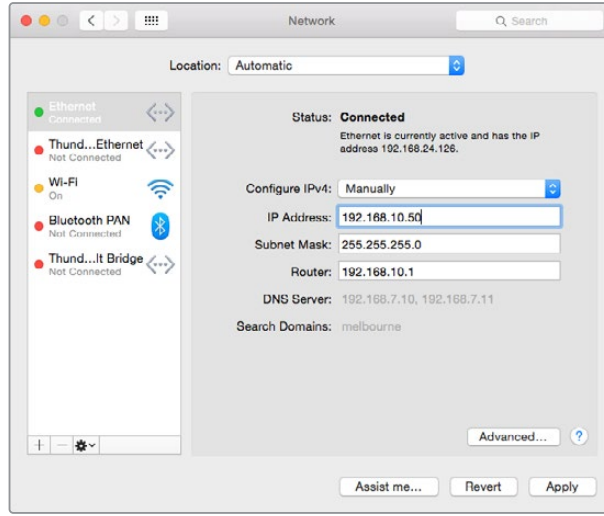 Network
Search
Location: Automatic
Ethernet
Connected
Thund...Ethernet
Not Connected
Wi-Fi
On
Bluetooth PAN
Not Connected
Thund...lt Bridge
Not Connected
Status: Connected
Ethernet is currently active and has the IP
address 192.168.24.126.
Configure IPv4: Manually
IP Address: 192.168.10.50
Subnet Mask: 255.255.255.0
Router: 192.168.10.1
DNS Server: 192.168.7.10, 192.168.7.11
Search Domains: melbourne
Advanced... ?
Assist me... Revert Apply